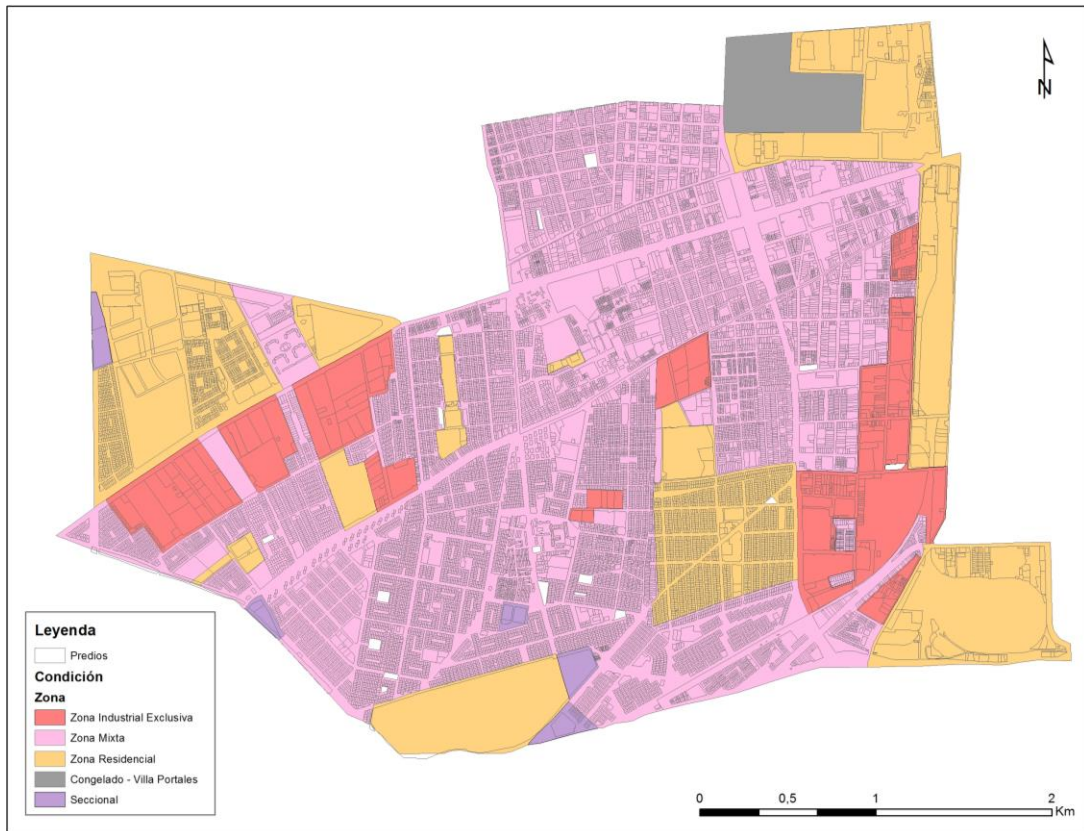 N
Leyenda
Predios
Condición
Zona
Zona Industrial Exclusiva
Zona Mixta
Zona Residencial
Congelado - Villa Portales
Seccional
0 0,5 1 2
Km